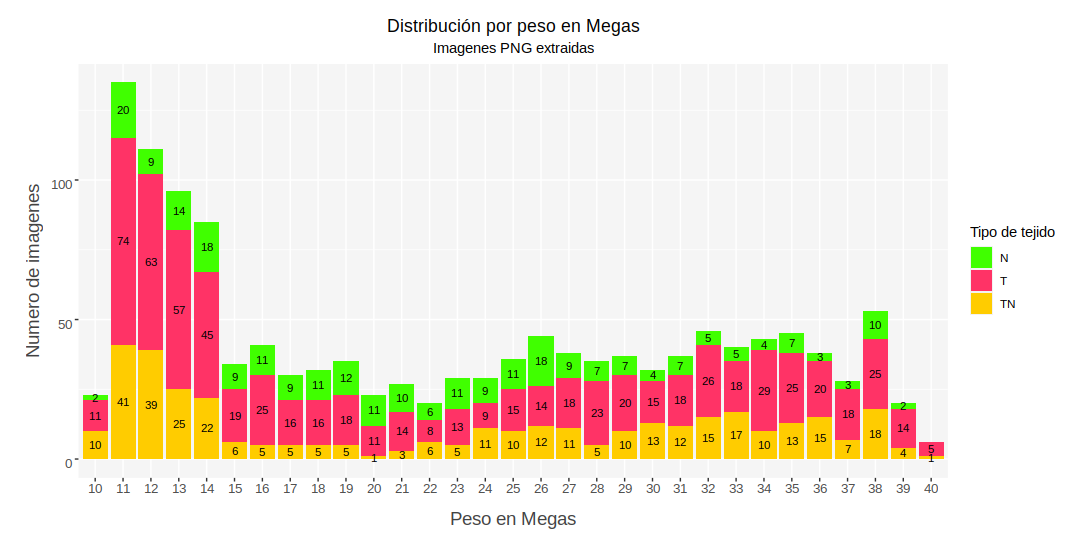 Distribución por peso en Megas
Imagenes PNG extraidas
Numero de imagenes
100
50
0
2 20 9 14 18 9 11 9 11 12 11 10 6 11 9 11 18 9 7 7 4 7 5 5 4 7 3 3 10 2
11 74 63 57 45 19 25 16 16 18 11 14 8 13 9 15 14 18 23 20 15 18 26 18 29 25 20 18 25 14 5
10 41 39 25 22 6 5 5 5 5 1 3 6 5 11 10 12 11 5 10 13 12 15 17 10 13 15 7 18 4 1
10 11 12 13 14 15 16 17 18 19 20 21 22 23 24 25 26 27 28 29 30 31 32 33 34 35 36 37 38 39 40
Peso en Megas
Tipo de tejido
N
T
TN